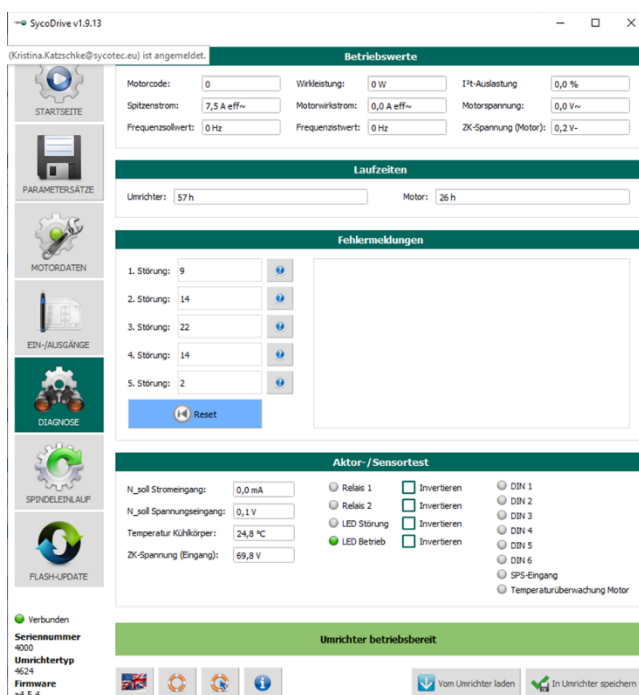 SycoDrive v1.9.13
(Kristina.Katzschke@sycotec.eu) ist angemeldet.
STARTSEITE
PARAMETERSÄTZE
MOTORDATEN
EIN-/AUSGÄNGE
DIAGNOSE
SPINDELEINLAUF
FLASH-UPDATE
Verbunden
Seriennummer
4000
Umrichtertyp
4624
Firmware
Betriebswerte
Motorcode: 0 Wirkleistung: 0 W I²t-Auslastung 0,0 %
Spitzenstrom: 7,5 A eff~ Motorwirkstrom: 0,0 A eff~ Motorspannung: 0,0 V~
Frequenzsollwert: 0 Hz Frequenzistwert: 0 Hz ZK-Spannung (Motor): 0,2 V-
Laufzeiten
Umrichter: 57 h Motor: 26 h
Fehlermeldungen
1. Störung: 9
2. Störung: 14
3. Störung: 22
4. Störung: 14
5. Störung: 2
Reset
Aktor-/Sensortest
N_soll Stromeingang: 0,0 mA
N_soll Spannungseingang: 0,1 V
Temperatur Kühlkörper: 24,8 °C
ZK-Spannung (Eingang): 69,8 V
Relais 1 Invertieren
Relais 2 Invertieren
LED Störung Invertieren
LED Betrieb Invertieren
DIN 1
DIN 2
DIN 3
DIN 4
DIN 5
DIN 6
SPS-Eingang
Temperaturüberwachung Motor
Umrichter betriebsbereit
Vom Umrichter laden
In Umrichter speichern